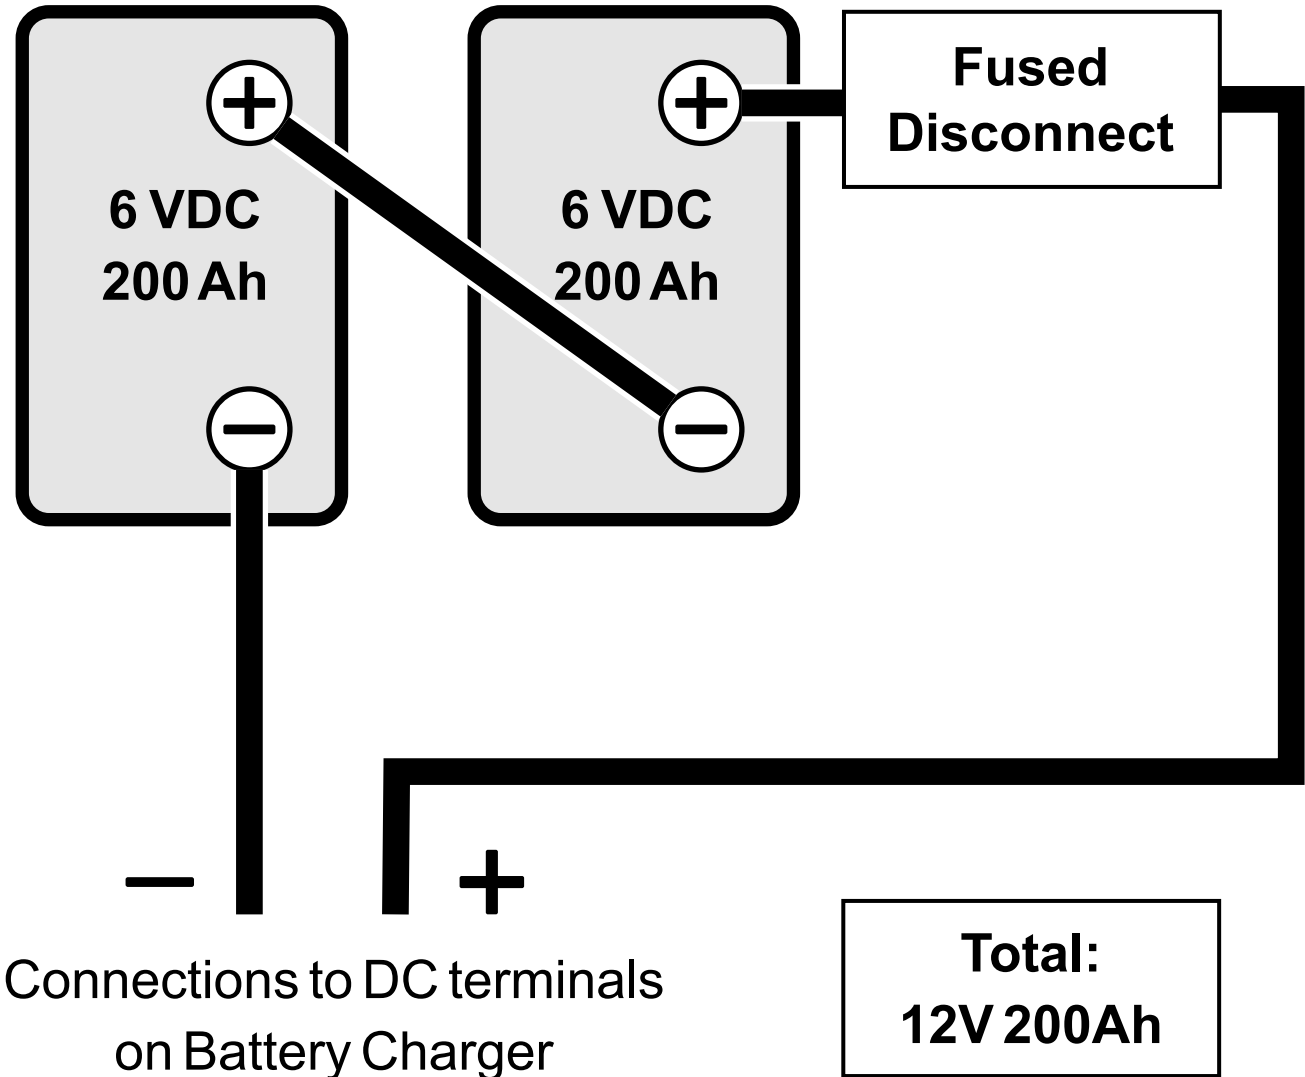 +
+
Fused
Disconnect
6 VDC
200 Ah
6 VDC
200 Ah
−
−
− +
Connections to DC terminals
on Battery Charger
Total:
12V 200Ah